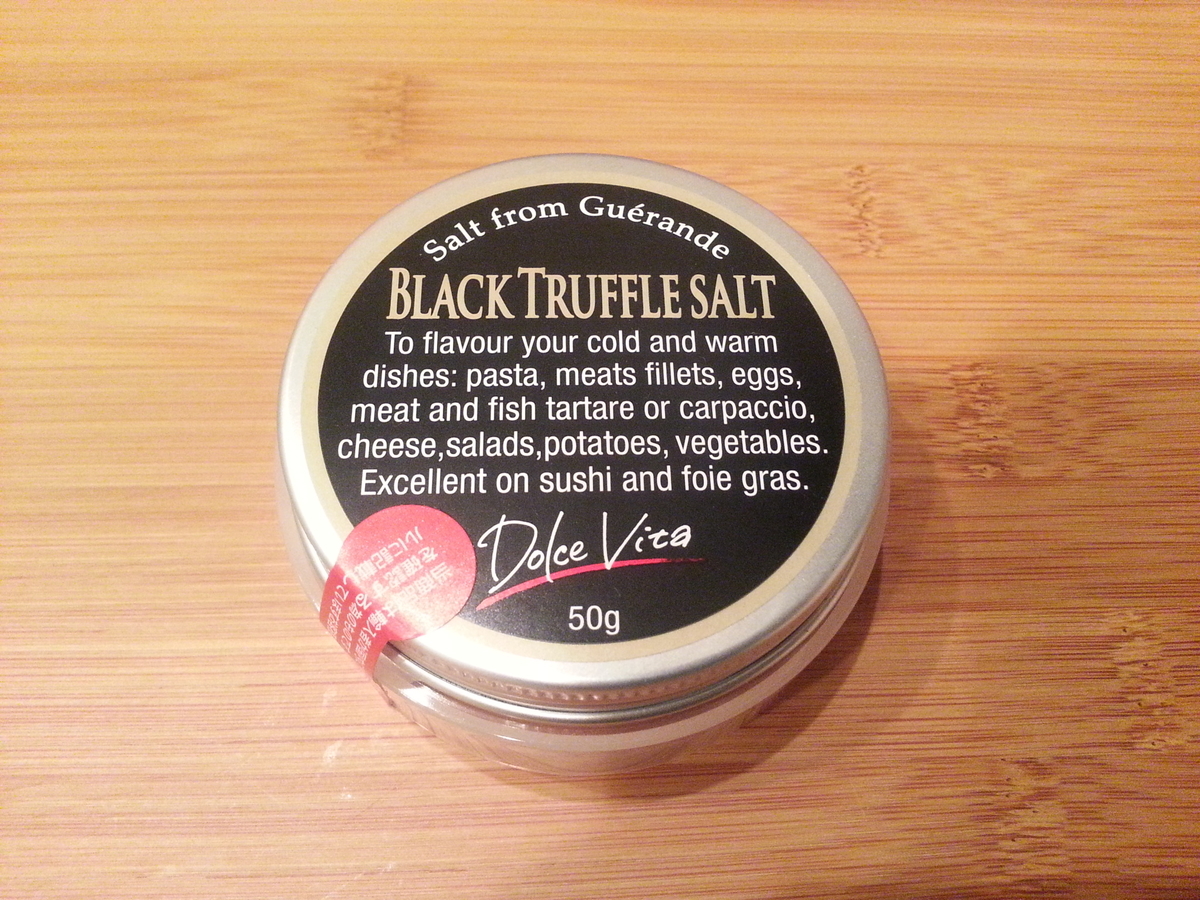 Salt from Guérande
BLACK TRUFFLE SALT
To flavour your cold and warm
dishes: pasta, meats fillets, eggs,
meat and fish tartare or carpaccio,
cheese,salads,potatoes, vegetables.
Excellent on sushi and foie gras.
Dolce Vita
50g